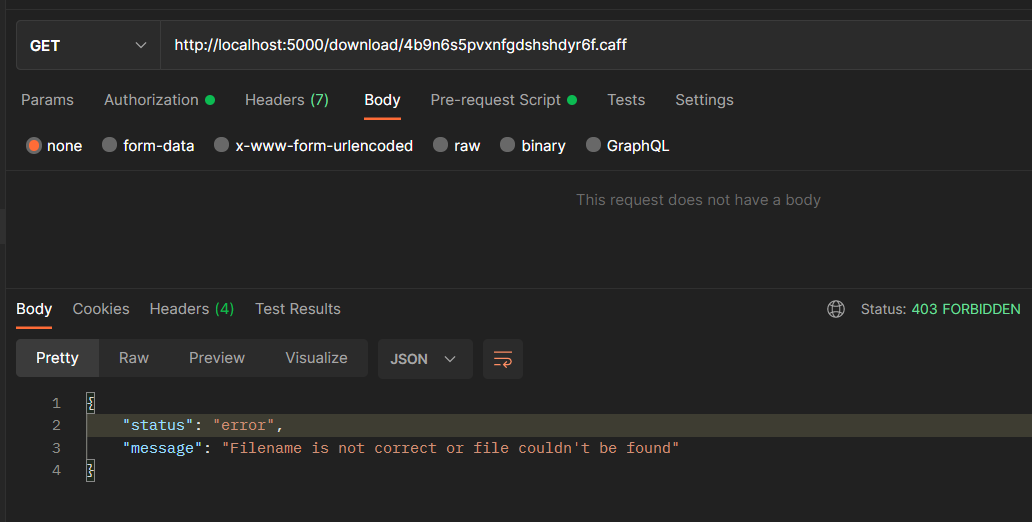 GET http://localhost:5000/download/4b9n6s5pvxnfgdshshdyr6f.caff
Params Authorization Headers (7) Body Pre-request Script Tests Settings
none form-data x-www-form-urlencoded raw binary GraphQL
This request does not have a body
Body Cookies Headers (4) Test Results Status: 403 FORBIDDEN
Pretty Raw Preview Visualize JSON
1 {
2 "status": "error",
3 "message": "Filename is not correct or file couldn't be found"
4 }